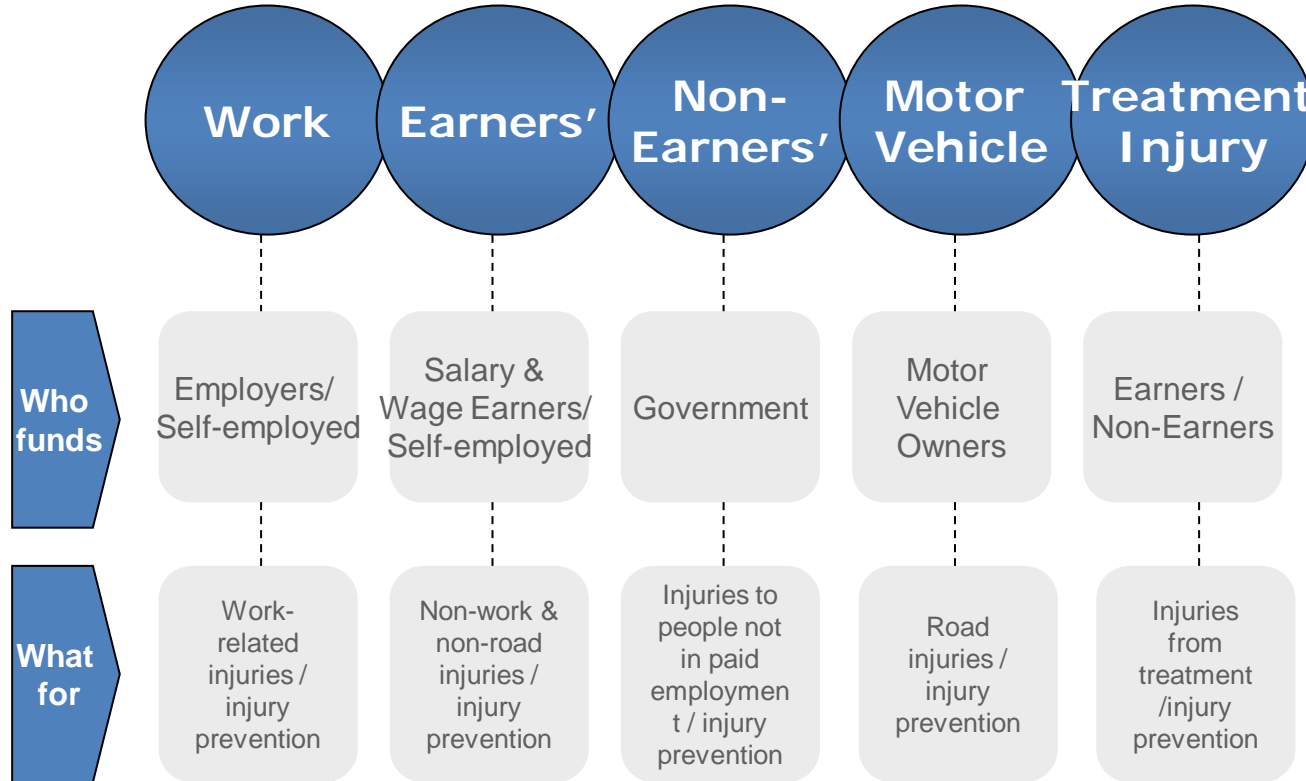 Work
Earners’
Non-
Earners’
Motor
Vehicle
Treatment
Injury
Who
funds
Employers/
Self-employed
Salary &
Wage Earners/
Self-employed
Government
Motor
Vehicle
Owners
Earners /
Non-Earners
What
for
Work-
related
injuries /
injury
prevention
Non-work &
non-road
injuries /
injury
prevention
Injuries to
people not
in paid
employmen
t / injury
prevention
Road
injuries /
injury
prevention
Injuries
from
treatment
/injury
prevention